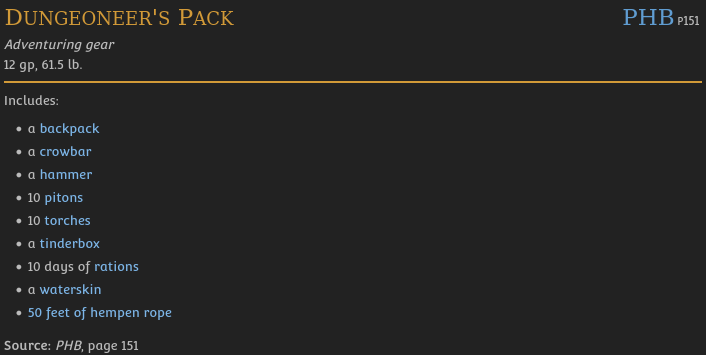 Dungeoneer's Pack PHB P151
Adventuring gear
12 gp, 61.5 lb.
Includes:
• a backpack
• a crowbar
• a hammer
• 10 pitons
• 10 torches
• a tinderbox
• 10 days of rations
• a waterskin
• 50 feet of hempen rope
Source: PHB, page 151